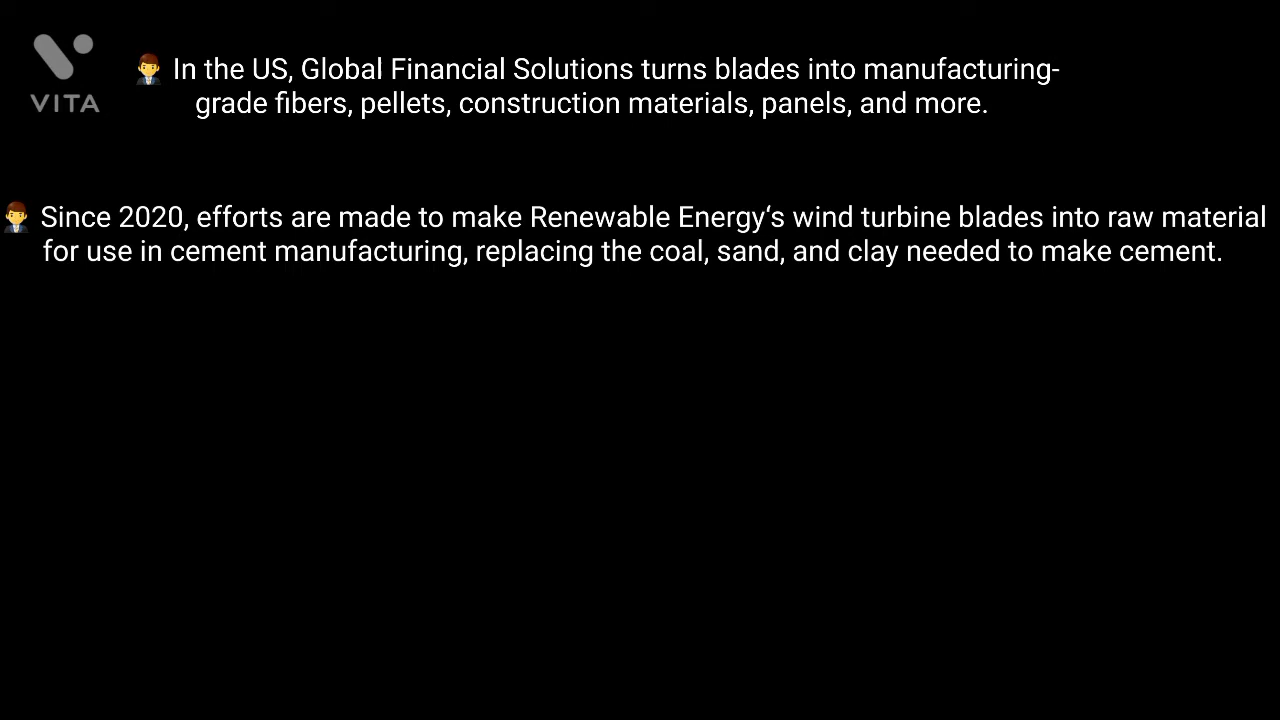 VITA
In the US, Global Financial Solutions turns blades into manufacturing-
grade fibers, pellets, construction materials, panels, and more.
Since 2020, efforts are made to make Renewable Energy‘s wind turbine blades into raw material
for use in cement manufacturing, replacing the coal, sand, and clay needed to make cement.